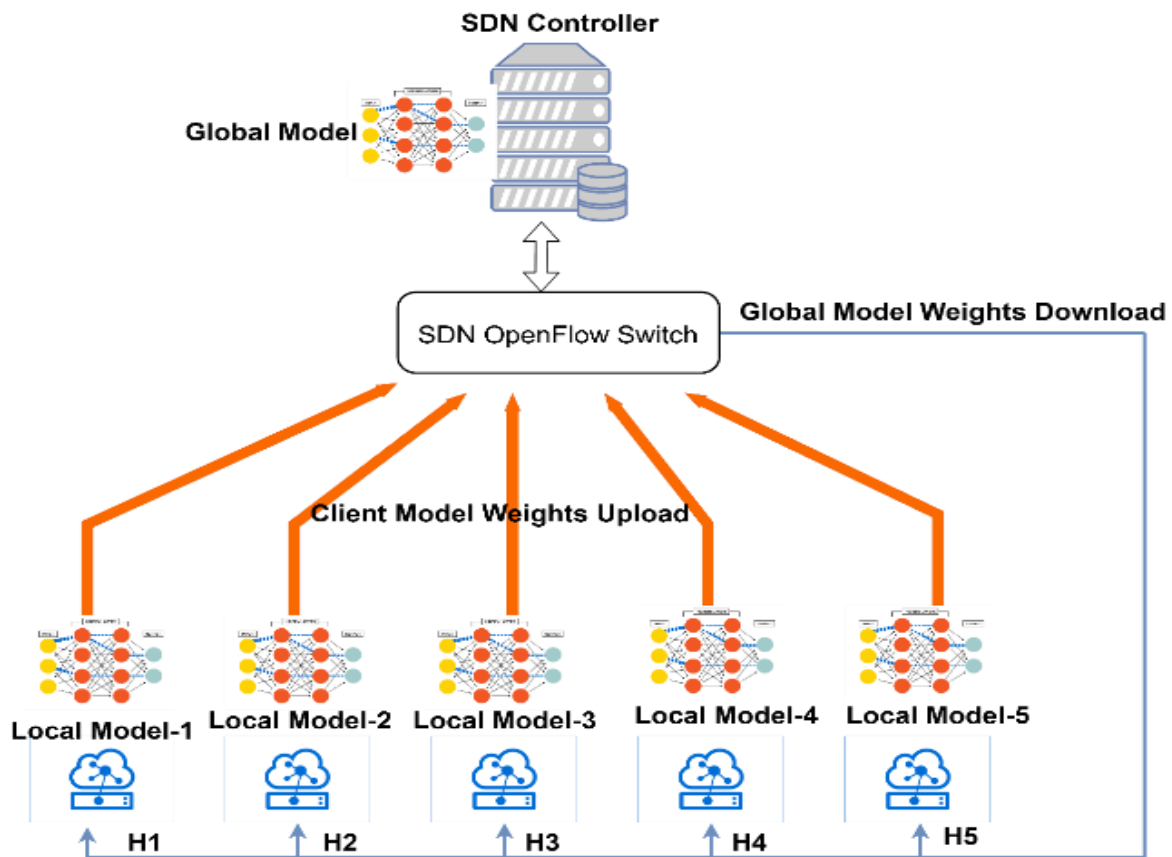 SDN Controller
Global Model
SDN OpenFlow Switch
Global Model Weights Download
Client Model Weights Upload
Local Model-1
Local Model-2
Local Model-3
Local Model-4
Local Model-5
H1
H2
H3
H4
H5